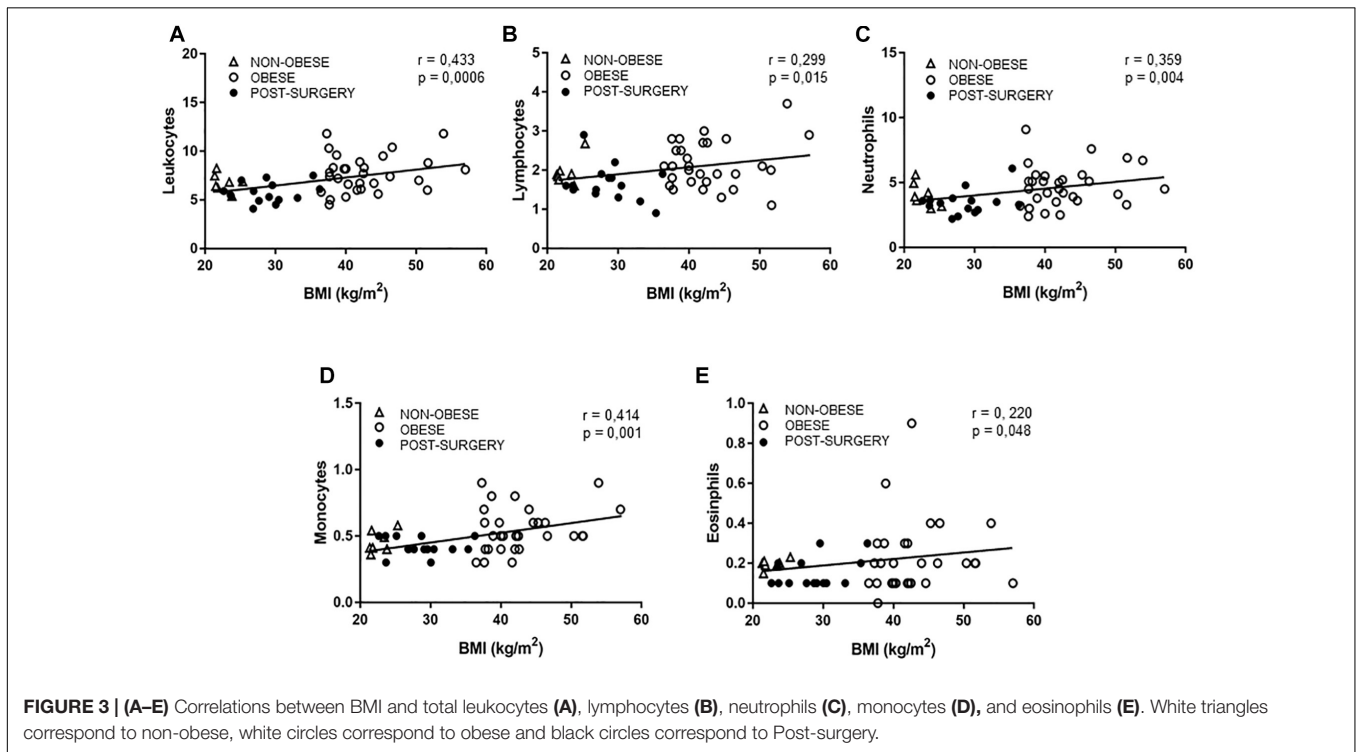 A
20
15
10
5
0
Leukocytes
NON-OBESE
OBESE
POST-SURGERY
r = 0,433
p = 0,0006
20 30 40 50 60
BMI (kg/m²)
B
5
4
3
2
1
0
Lymphocytes
NON-OBESE
OBESE
POST-SURGERY
r = 0,299
p = 0,015
20 30 40 50 60
BMI (kg/m²)
C
15
10
5
0
Neutrophils
NON-OBESE
OBESE
POST-SURGERY
r = 0,359
p = 0,004
20 30 40 50 60
BMI (kg/m²)
D
1.5
1.0
0.5
0.0
Monocytes
NON-OBESE
OBESE
POST-SURGERY
r = 0,414
p = 0,001
20 30 40 50 60
BMI (kg/m²)
E
1.0
0.8
0.6
0.4
0.2
0.0
Eosinphils
NON-OBESE
OBESE
POST-SURGERY
r = 0, 220
p = 0,048
20 30 40 50 60
BMI (kg/m²)
FIGURE 3 | (A–E) Correlations between BMI and total leukocytes (A), lymphocytes (B), neutrophils (C), monocytes (D), and eosinophils (E). White triangles
correspond to non-obese, white circles correspond to obese and black circles correspond to Post-surgery.